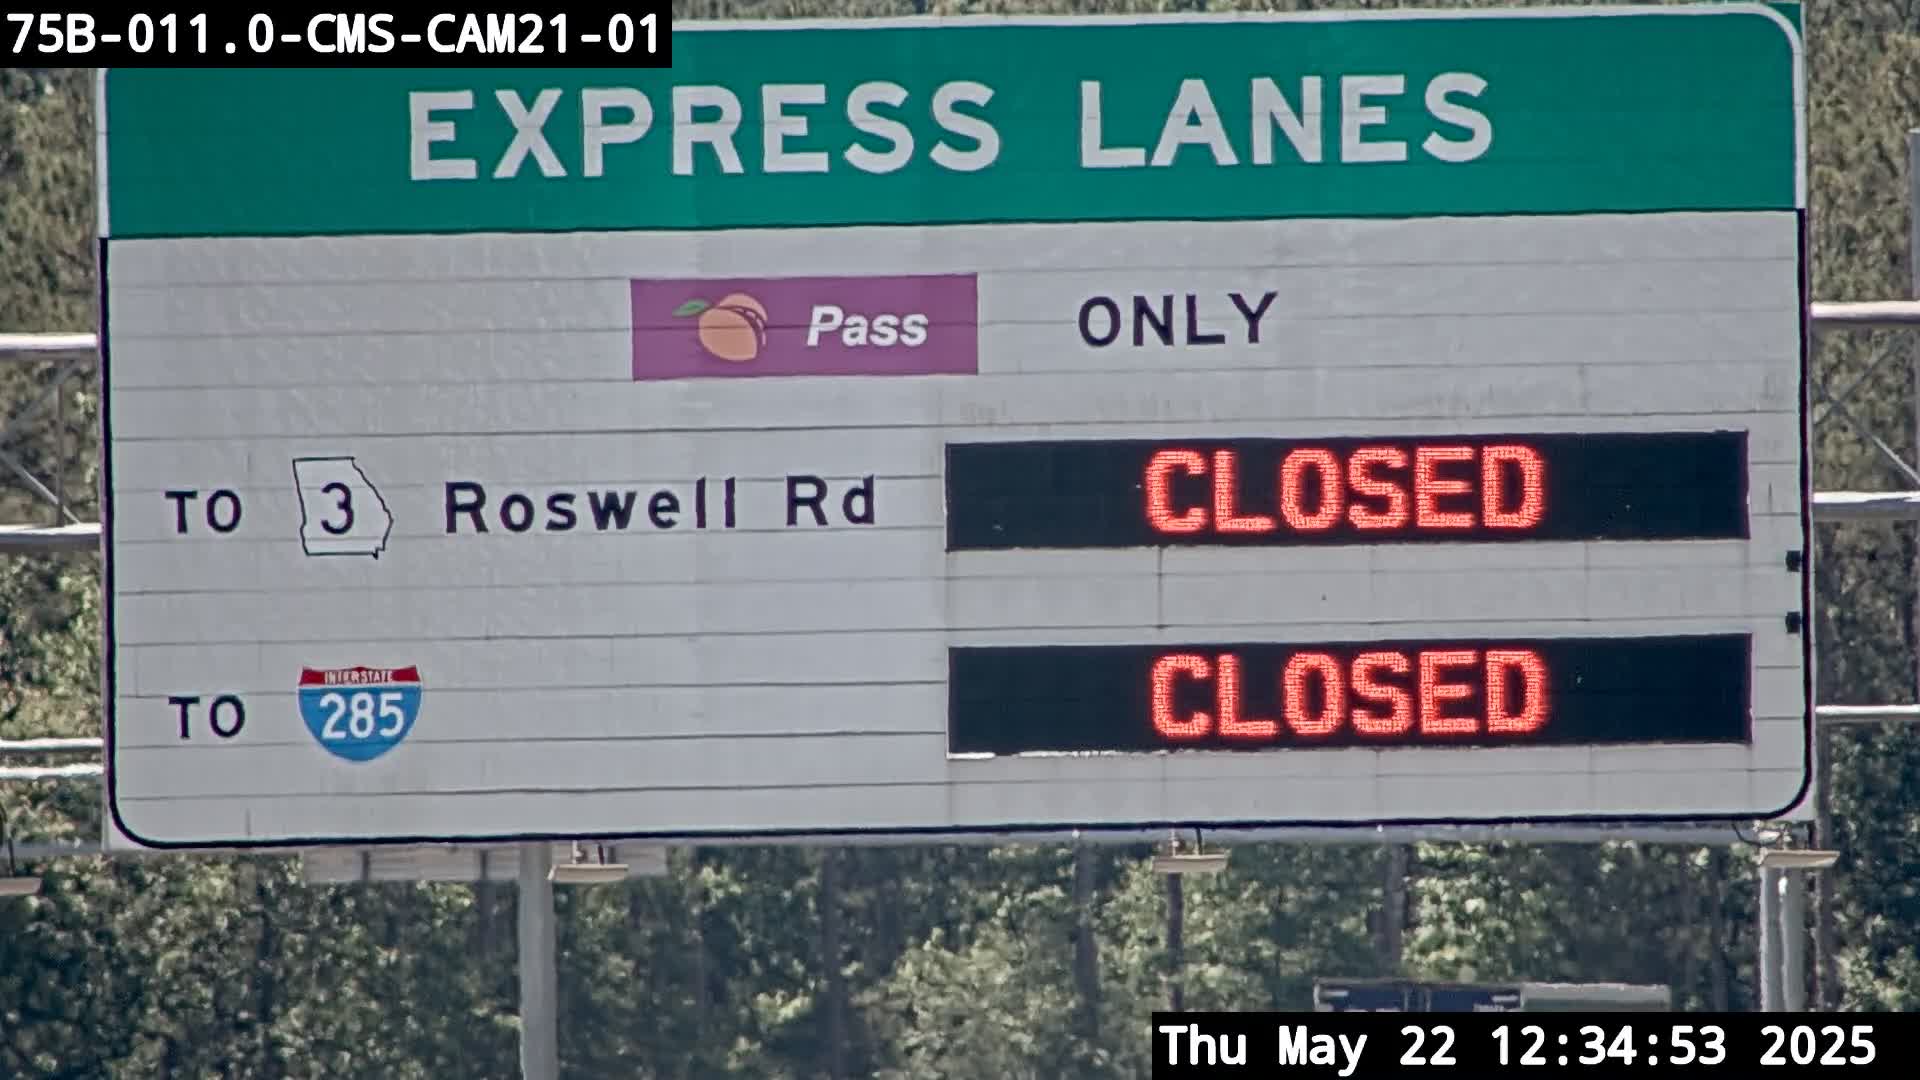 75B-011.0-CMS-CAM21-01
EXPRESS LANES
Pass ONLY
TO 3 Roswell Rd CLOSED
TO INTERSTATE 285 CLOSED
Thu May 22 12:34:53 2025